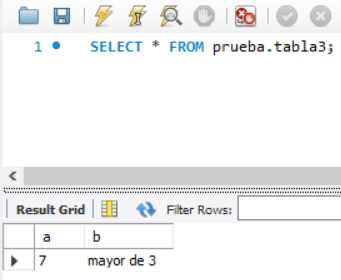 1 SELECT * FROM prueba.tabla3;
Result Grid Filter Rows:
a b
7 mayor de 3